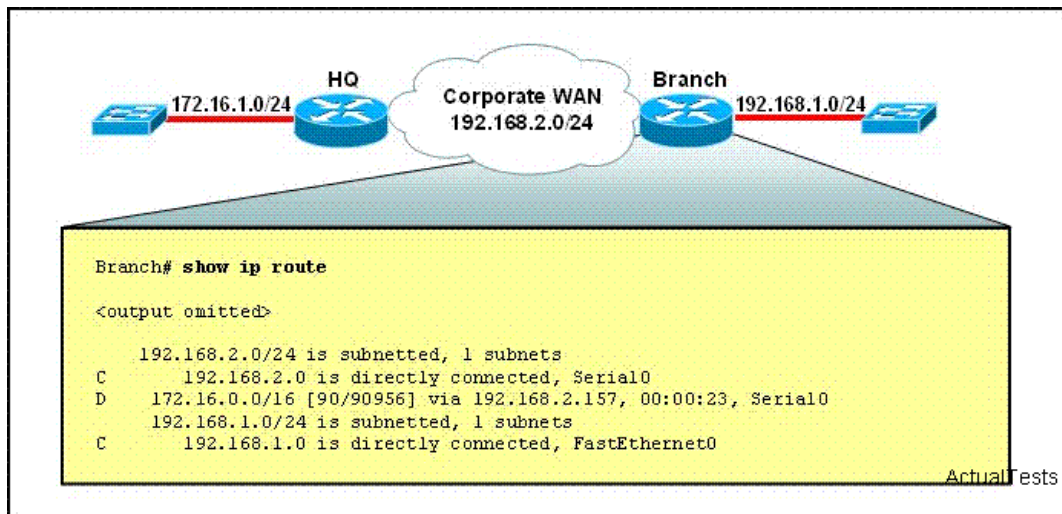 HQ
Branch
172.16.1.0/24
Corporate WAN
192.168.2.0/24
192.168.1.0/24
Branch# show ip route
<output omitted>
192.168.2.0/24 is subnetted, 1 subnets
C 192.168.2.0 is directly connected, Serial0
D 172.16.0.0/16 [90/90956] via 192.168.2.157, 00:00:23, Serial0
192.168.1.0/24 is subnetted, 1 subnets
C 192.168.1.0 is directly connected, FastEthernet0
ActualTests